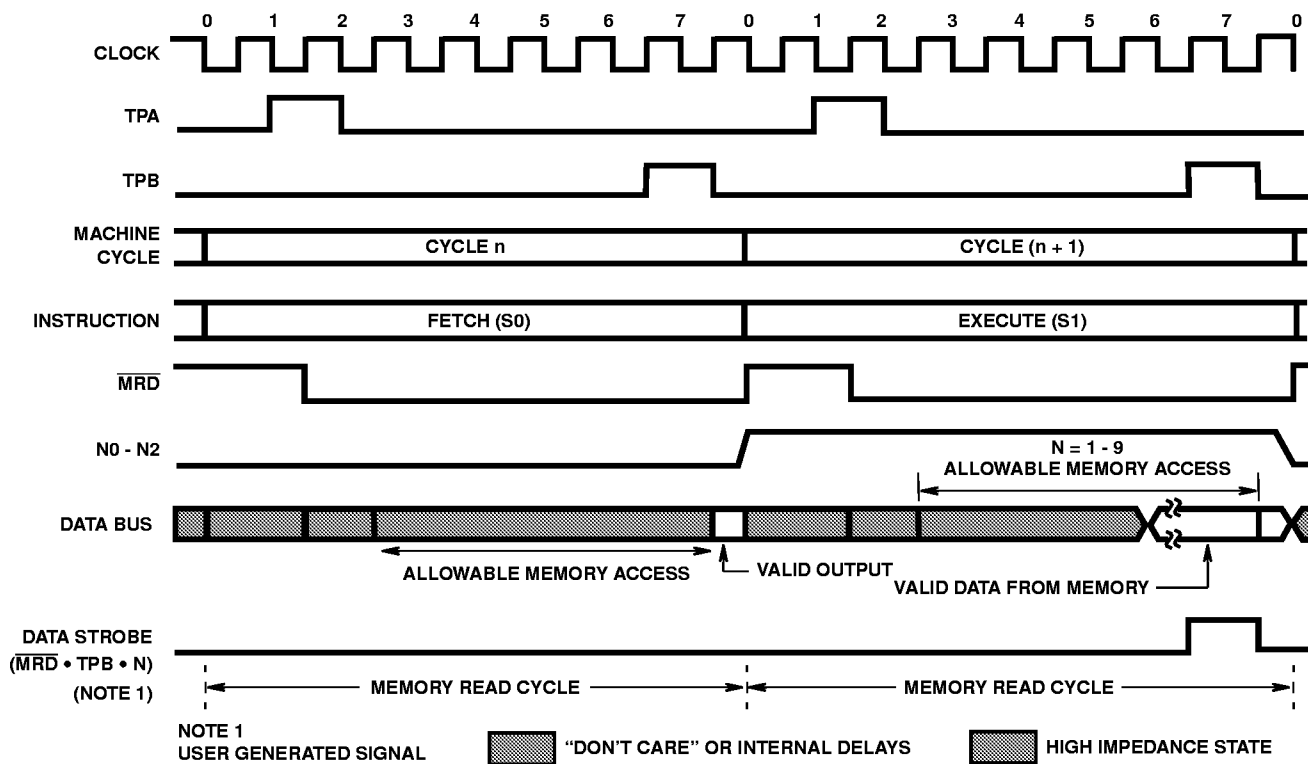 0 1 2 3 4 5 6 7 0 1 2 3 4 5 6 7 0
CLOCK
TPA
TPB
MACHINE
CYCLE
CYCLE n
CYCLE (n + 1)
INSTRUCTION
FETCH (S0)
EXECUTE (S1)
MRD
N0 - N2
N = 1 - 9
ALLOWABLE MEMORY ACCESS
DATA BUS
ALLOWABLE MEMORY ACCESS
VALID OUTPUT
VALID DATA FROM MEMORY
DATA STROBE
(MRD • TPB • N)
(NOTE 1)
MEMORY READ CYCLE
MEMORY READ CYCLE
NOTE 1
USER GENERATED SIGNAL
“DON'T CARE” OR INTERNAL DELAYS
HIGH IMPEDANCE STATE